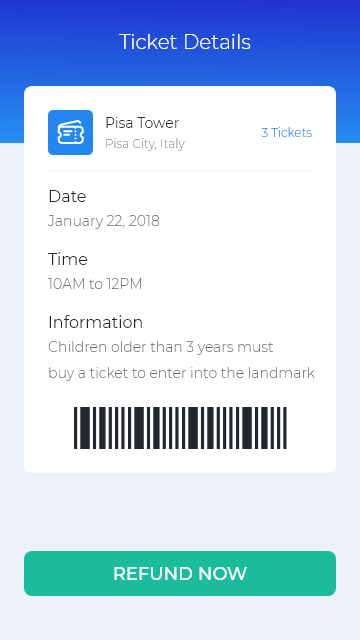 Ticket Details
Pisa Tower
Pisa City, Italy
3 Tickets
Date
January 22, 2018
Time
10AM to 12PM
Information
Children older than 3 years must
buy a ticket to enter into the landmark
REFUND NOW